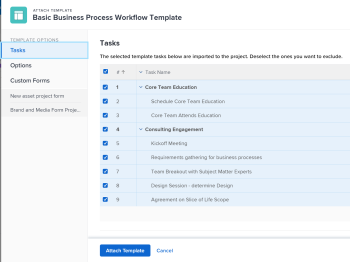 ATTACH TEMPLATE
Basic Business Process Workflow Template
TEMPLATE OPTIONS
Tasks
Options
Custom Forms
New asset project form
Brand and Media Form Proje...
Tasks
The selected template tasks below are imported to the project. Deselect the ones you want to exclude.
# ↑ Task Name
1 Core Team Education
2 Schedule Core Team Education
3 Core Team Attends Education
4 Consulting Engagement
5 Kickoff Meeting
6 Requirements gathering for business processes
7 Team Breakout with Subject Matter Experts
8 Design Session - determine Design
9 Agreement on Slice of Life Scope
Attach Template Cancel